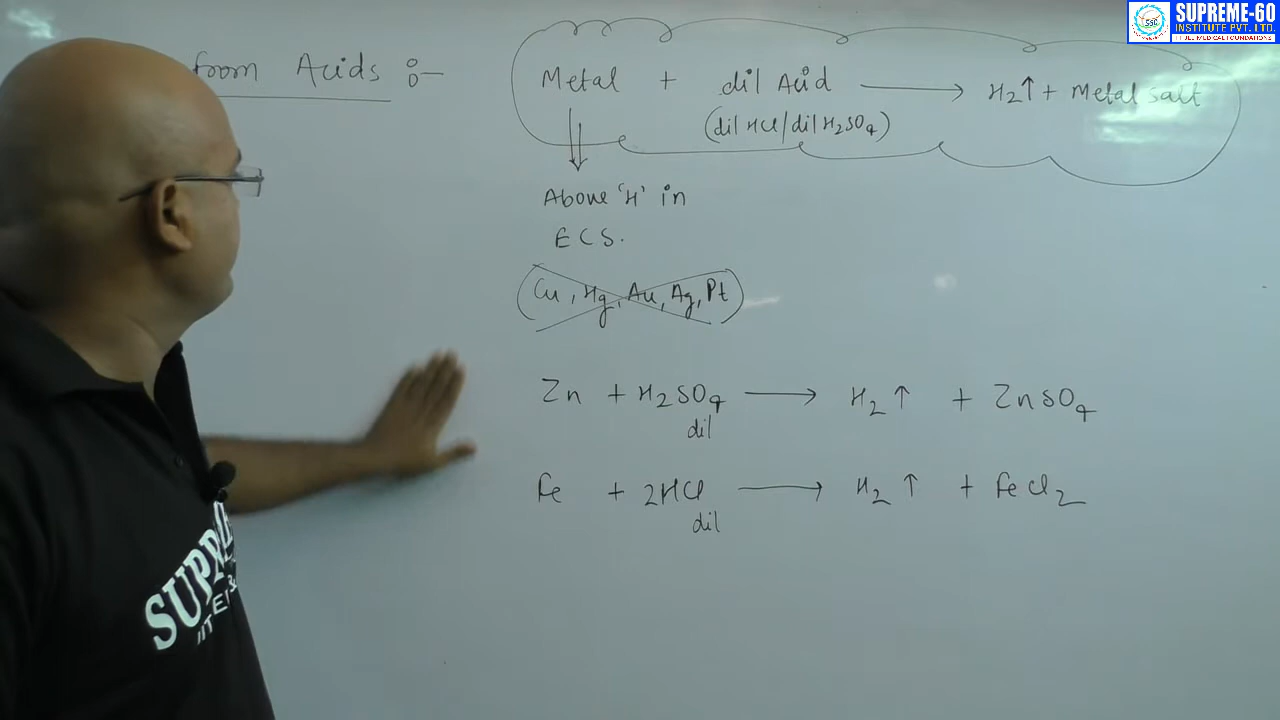 SUPREME-60
INSTITUTE PVT. LTD.
from Acids :-
Metal + dil Acid ⟶ H₂↑ + Metal salt
(dil HCl/dil H₂SO₄)
Above 'H' in
ECS.
(Cu, Hg, Au, Ag, Pt)
Zn + H₂SO₄ ⟶ H₂↑ + ZnSO₄
dil
Fe + 2HCl ⟶ H₂↑ + FeCl₂
dil